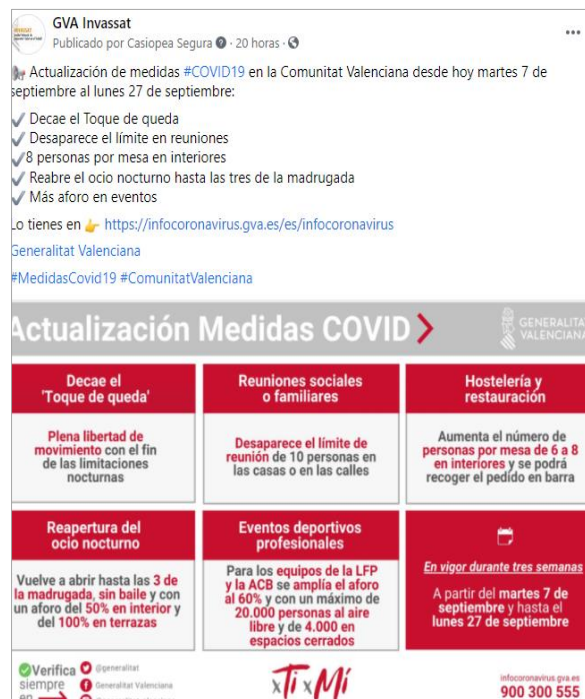 GVA Invassat
Publicado por Casiopea Segura · 20 horas ·
Actualización de medidas #COVID19 en la Comunitat Valenciana desde hoy martes 7 de
septiembre al lunes 27 de septiembre:
✓ Decae el Toque de queda
✓ Desaparece el límite en reuniones
✓8 personas por mesa en interiores
✓ Reabre el ocio nocturno hasta las tres de la madrugada
✓ Más aforo en eventos
Lo tienes en 👉 https://infocoronavirus.gva.es/es/infocoronavirus
Generalitat Valenciana
#MedidasCovid19 #ComunitatValenciana
Actualización Medidas COVID >
GENERALITAT
VALENCIANA
Decae el
'Toque de queda'
Plena libertad de
movimiento con el fin
de las limitaciones
nocturnas
Reuniones sociales
o familiares
Desaparece el límite de
reunión de 10 personas en
las casas o en las calles
Hostelería y
restauración
Aumenta el número de
personas por mesa de 6 a 8
en interiores y se podrá
recoger el pedido en barra
Reapertura del
ocio nocturno
Vuelve a abrir hasta las 3 de
la madrugada, sin baile y con
un aforo del 50% en interior y
del 100% en terrazas
Eventos deportivos
profesionales
Para los equipos de la LFP
y la ACB se amplía el aforo
al 60% y con un máximo de
20.000 personas al aire
libre y de 4.000 en
espacios cerrados
En vigor durante tres semanas
A partir del martes 7 de
septiembre y hasta el
lunes 27 de septiembre
Verifica
siempre
en
@generalitat
Generalitat Valenciana
xTi xMí
infocoronavirus.gva.es
900 300 555